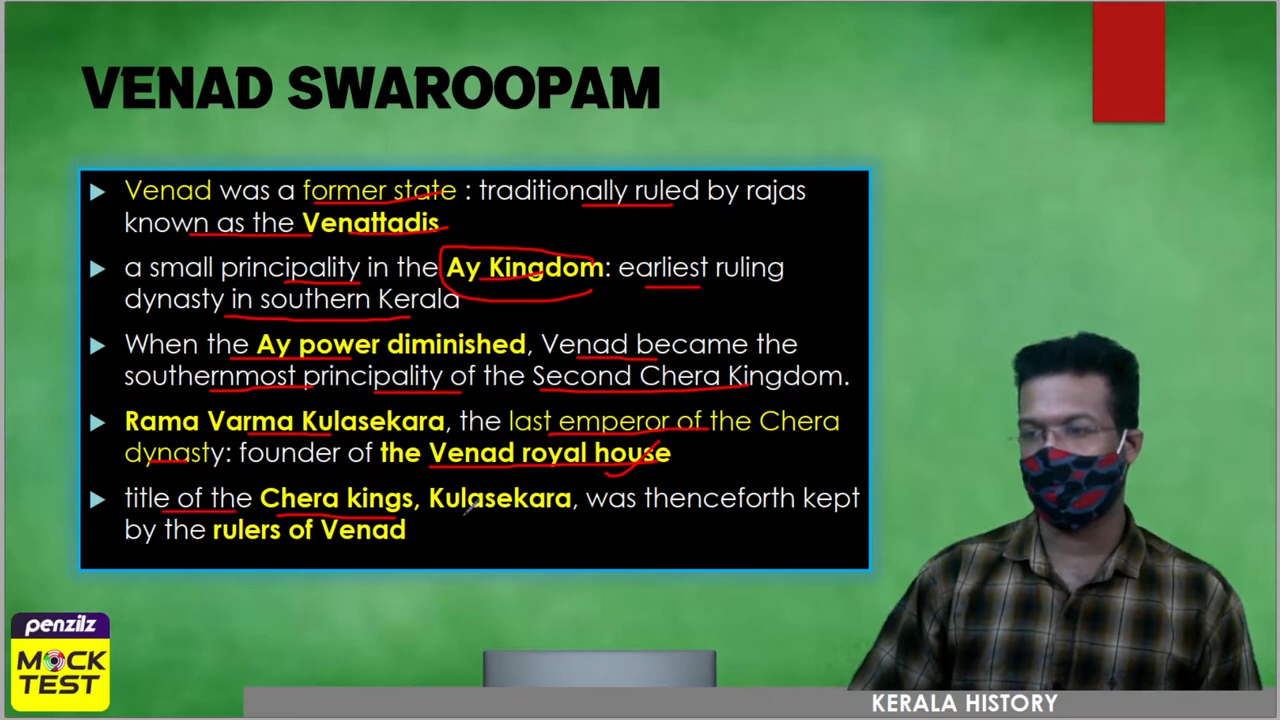 VENAD SWAROOPAM
Venad was a former state : traditionally ruled by rajas
known as the Venattadis
a small principality in the Ay Kingdom: earliest ruling
dynasty in southern Kerala
When the Ay power diminished, Venad became the
southernmost principality of the Second Chera Kingdom.
Rama Varma Kulasekara, the last emperor of the Chera
dynasty: founder of the Venad royal house
title of the Chera kings, Kulasekara, was thenceforth kept
by the rulers of Venad
penzilz
MOCK
TEST
KERALA HISTORY